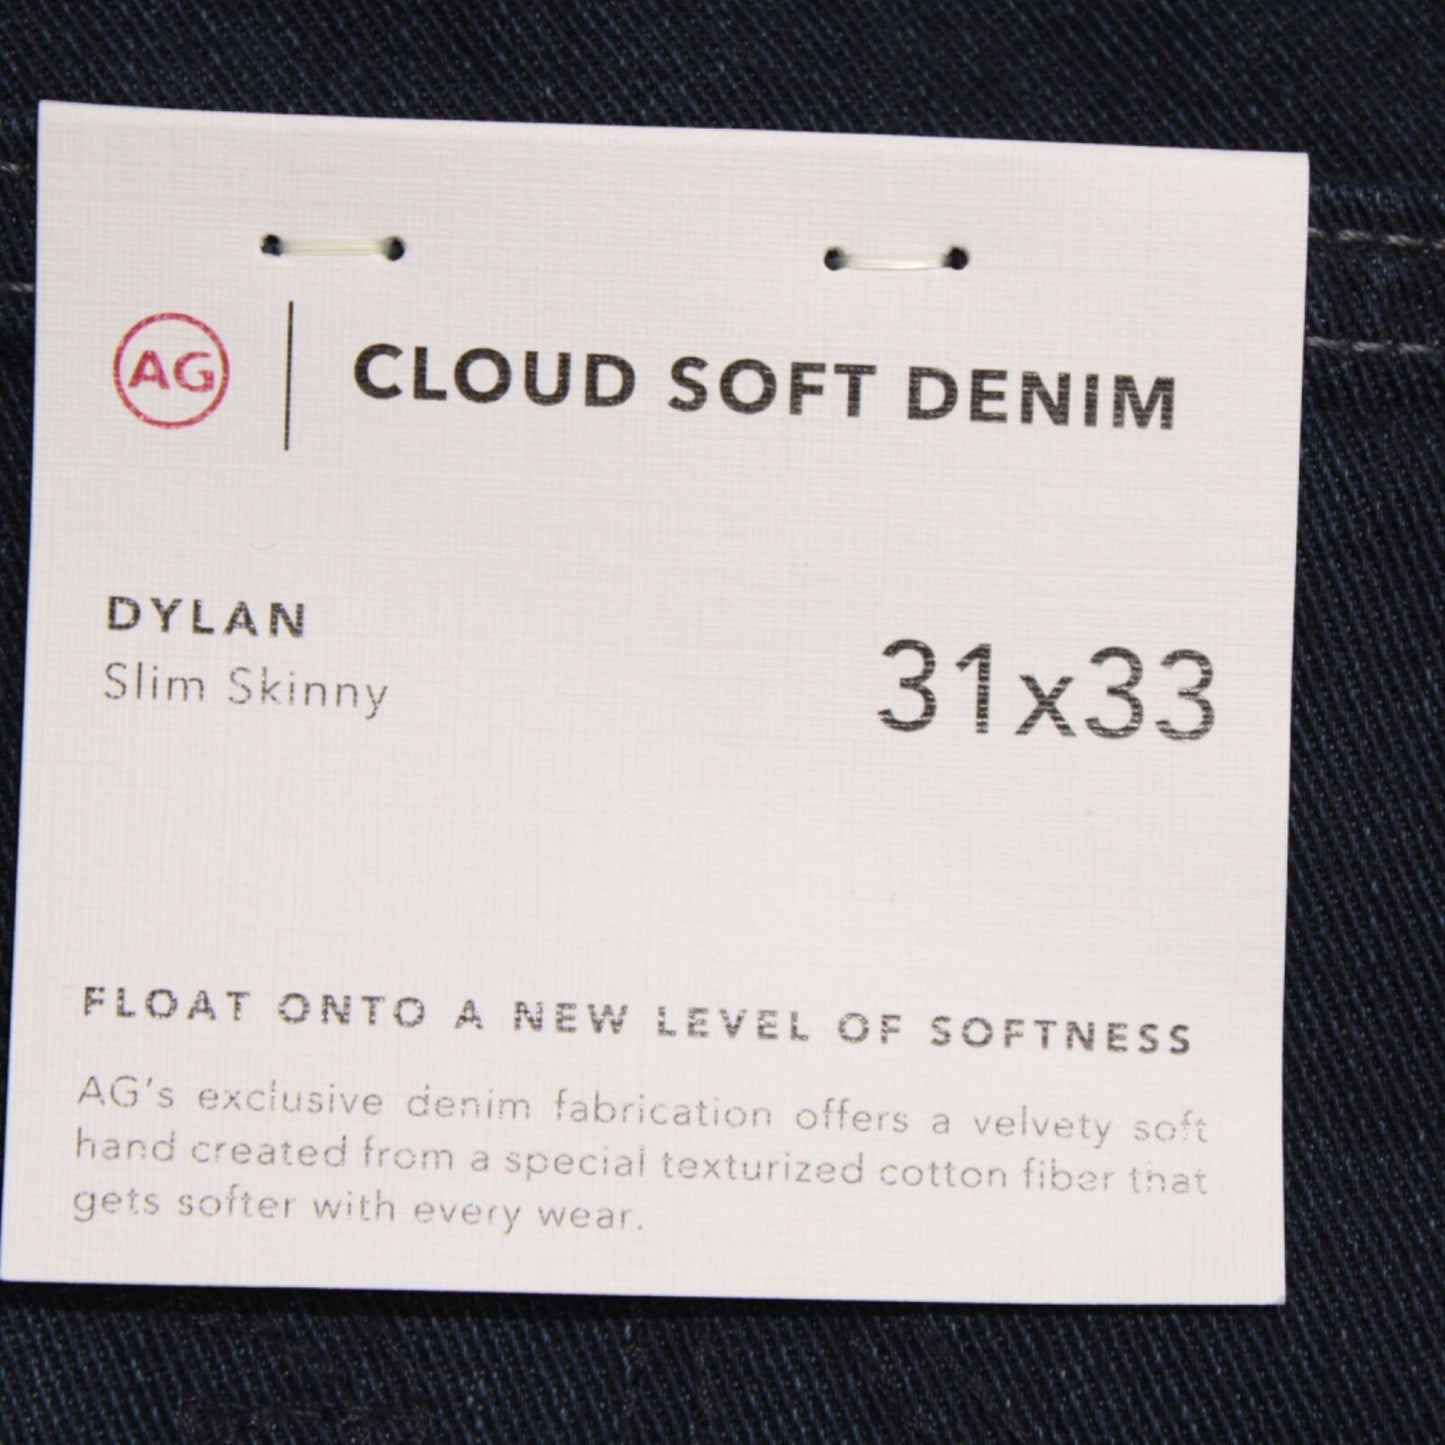 AG
CLOUD SOFT DENIM
DYLAN
Slim Skinny
31x33
FLOAT ONTO A NEW LEVEL OF SOFTNESS
AG's exclusive denim fabrication offers a velvety soft
hand created from a special texturized cotton fiber that
gets softer with every wear.